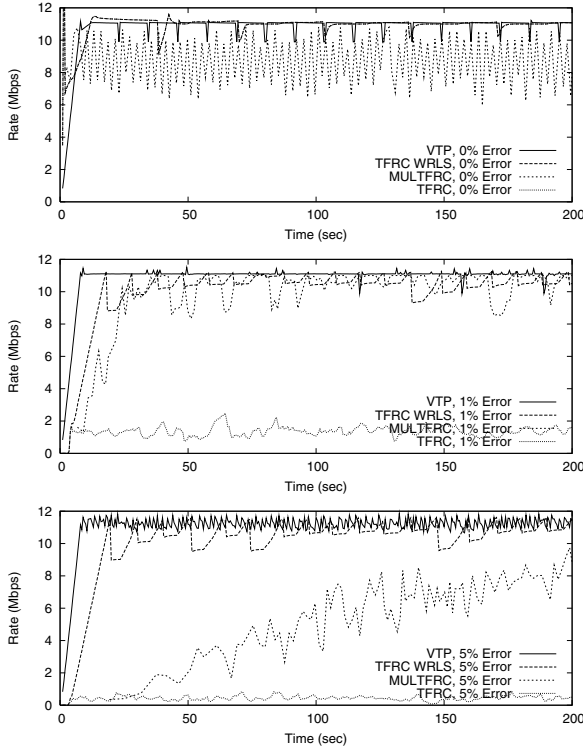 12
10
8
6
4
2
0
Rate (Mbps)
VTP, 0% Error
TFRC WRLS, 0% Error
MULTFRC, 0% Error
TFRC, 0% Error
0 50 100 150 200
Time (sec)
12
10
8
6
4
2
0
Rate (Mbps)
VTP, 1% Error
TFRC WRLS, 1% Error
MULTFRC, 1% Error
TFRC, 1% Error
0 50 100 150 200
Time (sec)
12
10
8
6
4
2
0
Rate (Mbps)
VTP, 5% Error
TFRC WRLS, 5% Error
MULTFRC, 5% Error
TFRC, 5% Error
0 50 100 150 200
Time (sec)